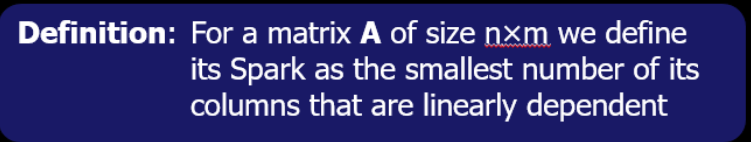 Definition: For a matrix A of size n×m we define
its Spark as the smallest number of its
columns that are linearly dependent